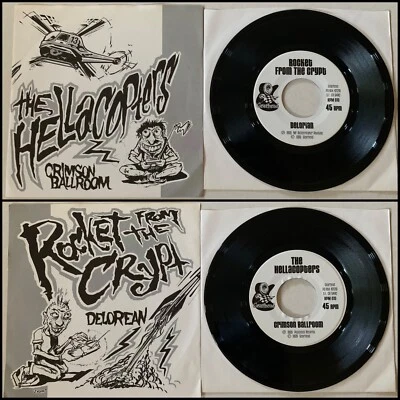 THE
HELLACOPTERS
CRIMSON
BALLROOM
ROCKET
FROM THE CRYPT
45 RPM
DELOREAN
ROCKET
FROM
THE
CRYPT
DELOREAN
THE
HELLACOPTERS
45 RPM
CRIMSON BALLROOM